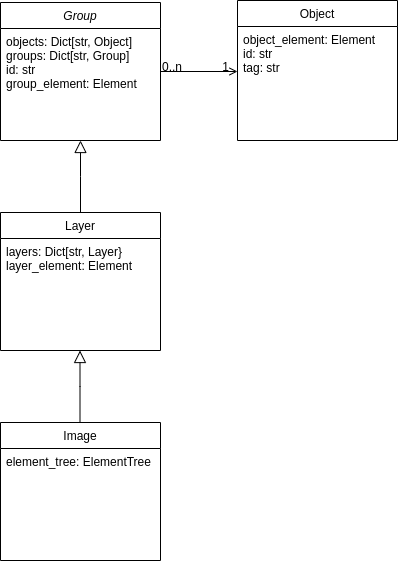 Group
objects: Dict[str, Object]
groups: Dict[str, Group]
id: str
group_element: Element
0..n
1
Object
object_element: Element
id: str
tag: str
Layer
layers: Dict[str, Layer}
layer_element: Element
Image
element_tree: ElementTree